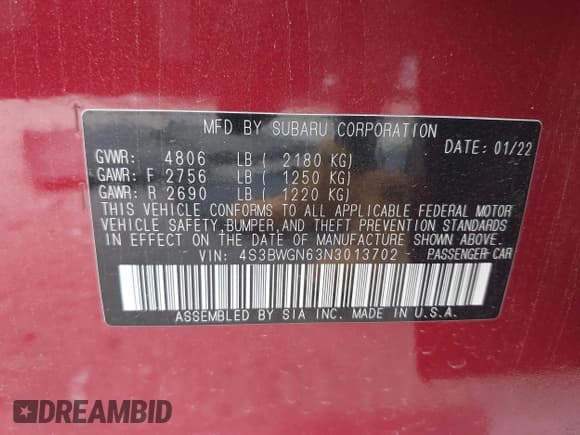 MFD BY SUBARU CORPORATION
DATE: 01/22
GVWR: 4806 LB ( 2180 KG)
GAWR: F 2756 LB ( 1250 KG)
GAWR: R 2690 LB ( 1220 KG)
THIS VEHICLE CONFORMS TO ALL APPLICABLE FEDERAL MOTOR
VEHICLE SAFETY,BUMPER,AND THEFT PREVENTION STANDARDS
IN EFFECT ON THE DATE OF MANUFACTURE SHOWN ABOVE.
VIN: 4S3BWGN63N3013702 - PASSENGER CAR
ASSEMBLED BY SIA INC. MADE IN U.S.A.
DREAMBID